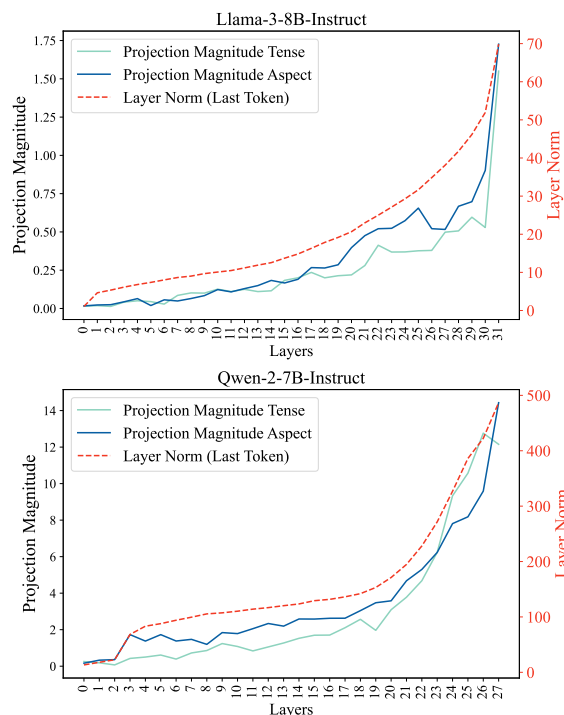 Llama-3-8B-Instruct
Projection Magnitude Tense
Projection Magnitude Aspect
Layer Norm (Last Token)
Projection Magnitude
1.75
1.50
1.25
1.00
0.75
0.50
0.25
0.00
70
60
50
40
30
20
10
0
Layer Norm
0 1 2 3 4 5 6 7 8 9 10 11 12 13 14 15 16 17 18 19 20 21 22 23 24 25 26 27 28 29 30 31
Layers
Qwen-2-7B-Instruct
Projection Magnitude Tense
Projection Magnitude Aspect
Layer Norm (Last Token)
Projection Magnitude
14
12
10
8
6
4
2
0
500
400
300
200
100
0
Layer Norm
0 1 2 3 4 5 6 7 8 9 10 11 12 13 14 15 16 17 18 19 20 21 22 23 24 25 26 27
Layers